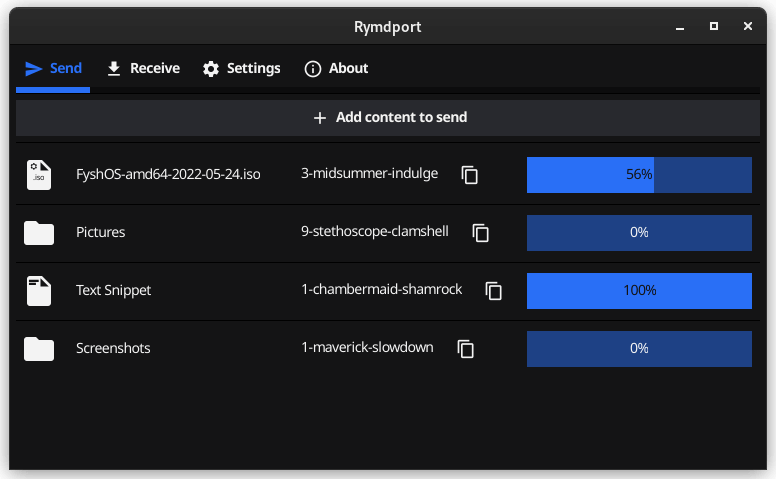 Rymdport
Send Receive Settings About
Add content to send
.iso FyshOS-amd64-2022-05-24.iso 3-midsummer-indulge 56%
Pictures 9-stethoscope-clamshell 0%
Text Snippet 1-chambermaid-shamrock 100%
Screenshots 1-maverick-slowdown 0%